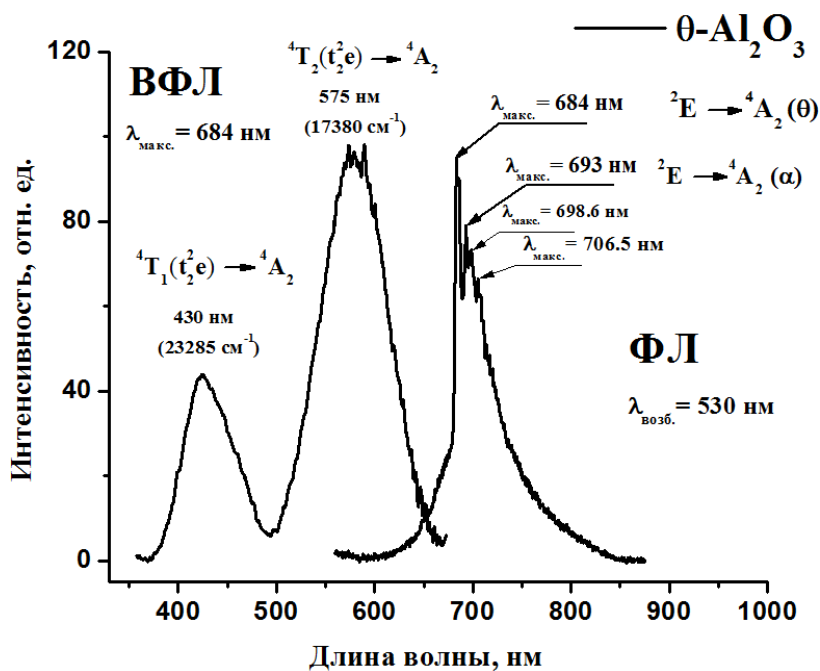 θ-Al₂O₃
ВФЛ
λмакс. = 684 нм
⁴T₂(t₂²e) → ⁴A₂
575 нм
(17380 см⁻¹)
⁴T₁(t₂²e) → ⁴A₂
430 нм
(23285 см⁻¹)
λмакс. = 684 нм
²E → ⁴A₂ (θ)
λмакс. = 693 нм
²E → ⁴A₂ (α)
λмакс. = 698.6 нм
λмакс. = 706.5 нм
ФЛ
λвозб. = 530 нм
Интенсивность, отн. ед.
120
80
40
0
400 500 600 700 800 900 1000
Длина волны, нм